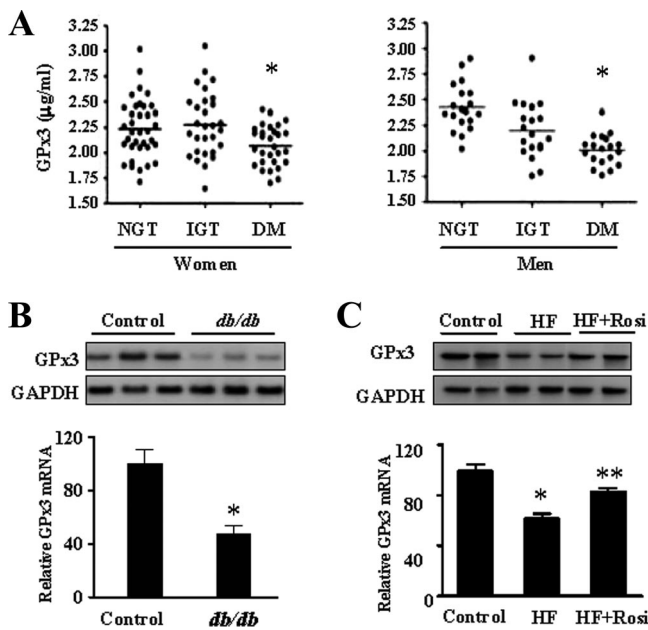 A
3.25 3.25
3.00 3.00
2.75 * 2.75 *
2.50 2.50
2.25 2.25
2.00 2.00
1.75 1.75
1.50 1.50
GPx3 (μg/ml)
NGT IGT DM NGT IGT DM
Women Men
B C
Control db/db Control HF HF+Rosi
GPx3 GPx3
GAPDH GAPDH
120 120
80 * 80 * **
40 40
0 0
Relative GPx3 mRNA Relative GPx3 mRNA
Control db/db Control HF HF+Rosi